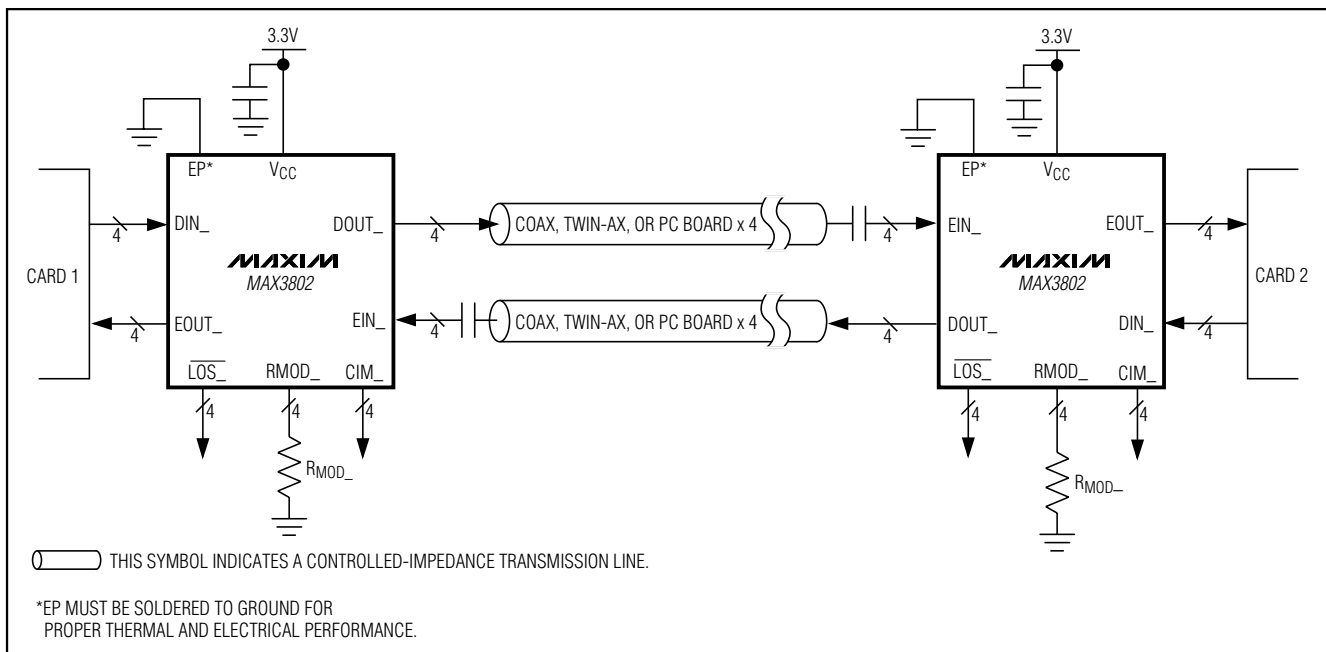 3.3V
3.3V
EP*
VCC
EP*
VCC
DIN_
4
DOUT_
4
COAX, TWIN-AX, OR PC BOARD x 4
4
EIN_
EOUT_
4
CARD 1
MAXIM
MAX3802
MAXIM
MAX3802
CARD 2
4
EOUT_
EIN_
4
COAX, TWIN-AX, OR PC BOARD x 4
4
DOUT_
DIN_
4
LOS_
RMOD_
CIM_
LOS_
RMOD_
CIM_
4
4
4
4
4
4
RMOD_
RMOD_
THIS SYMBOL INDICATES A CONTROLLED-IMPEDANCE TRANSMISSION LINE.
*EP MUST BE SOLDERED TO GROUND FOR
PROPER THERMAL AND ELECTRICAL PERFORMANCE.